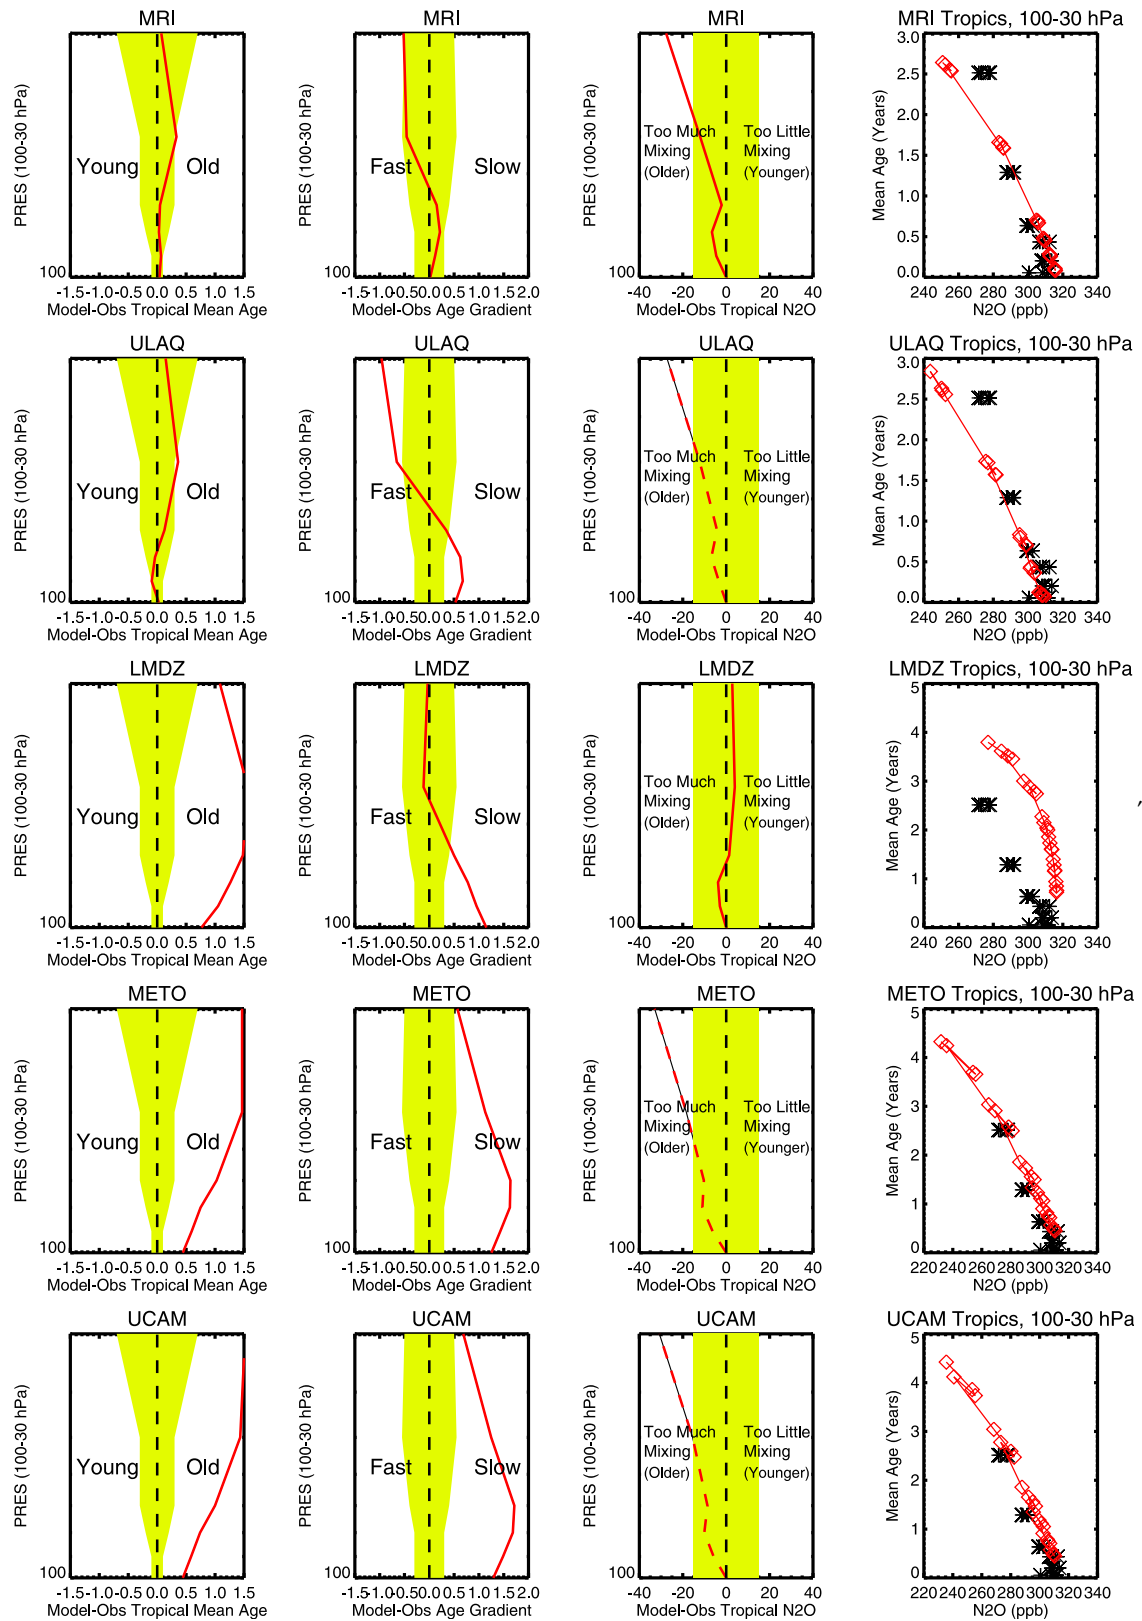 MRI
MRI
MRI
MRI Tropics, 100-30 hPa
PRES (100-30 hPa)
Young
Old
100
-1.5-1.0-0.5 0.0 0.5 1.0 1.5
Model-Obs Tropical Mean Age
PRES (100-30 hPa)
Fast
Slow
-1.5-1.0-0.50.0 0.5 1.0 1.52.0
Model-Obs Age Gradient
PRES (100-30 hPa)
Too Much
Mixing
(Older)
Too Little
Mixing
(Younger)
100
-40 -20 0 20 40
Model-Obs Tropical N2O
Mean Age (Years)
3.0
2.5
2.0
1.5
1.0
0.5
0.0
240 260 280 300 320 340
N2O (ppb)
ULAQ
ULAQ
ULAQ
ULAQ Tropics, 100-30 hPa
PRES (100-30 hPa)
Young
Old
100
-1.5-1.0-0.5 0.0 0.5 1.0 1.5
Model-Obs Tropical Mean Age
PRES (100-30 hPa)
Fast
Slow
-1.5-1.0-0.50.0 0.5 1.0 1.52.0
Model-Obs Age Gradient
PRES (100-30 hPa)
Too Much
Mixing
(Older)
Too Little
Mixing
(Younger)
100
-40 -20 0 20 40
Model-Obs Tropical N2O
Mean Age (Years)
3.0
2.5
2.0
1.5
1.0
0.5
0.0
240 260 280 300 320 340
N2O (ppb)
LMDZ
LMDZ
LMDZ
LMDZ Tropics, 100-30 hPa
PRES (100-30 hPa)
Young
Old
100
-1.5-1.0-0.5 0.0 0.5 1.0 1.5
Model-Obs Tropical Mean Age
PRES (100-30 hPa)
Fast
Slow
-1.5-1.0-0.50.0 0.5 1.0 1.52.0
Model-Obs Age Gradient
PRES (100-30 hPa)
Too Much
Mixing
(Older)
Too Little
Mixing
(Younger)
100
-40 -20 0 20 40
Model-Obs Tropical N2O
Mean Age (Years)
5
4
3
2
1
0
240 260 280 300 320 340
N2O (ppb)
,
METO
METO
METO
METO Tropics, 100-30 hPa
PRES (100-30 hPa)
Young
Old
100
-1.5-1.0-0.5 0.0 0.5 1.0 1.5
Model-Obs Tropical Mean Age
PRES (100-30 hPa)
Fast
Slow
-1.5-1.0-0.50.0 0.5 1.0 1.52.0
Model-Obs Age Gradient
PRES (100-30 hPa)
Too Much
Mixing
(Older)
Too Little
Mixing
(Younger)
100
-40 -20 0 20 40
Model-Obs Tropical N2O
Mean Age (Years)
5
4
3
2
1
0
220 240 260 280 300 320 340
N2O (ppb)
UCAM
UCAM
UCAM
UCAM Tropics, 100-30 hPa
PRES (100-30 hPa)
Young
Old
100
-1.5-1.0-0.5 0.0 0.5 1.0 1.5
Model-Obs Tropical Mean Age
PRES (100-30 hPa)
Fast
Slow
-1.5-1.0-0.50.0 0.5 1.0 1.52.0
Model-Obs Age Gradient
PRES (100-30 hPa)
Too Much
Mixing
(Older)
Too Little
Mixing
(Younger)
100
-40 -20 0 20 40
Model-Obs Tropical N2O
Mean Age (Years)
5
4
3
2
1
0
220 240 260 280 300 320 340
N2O (ppb)